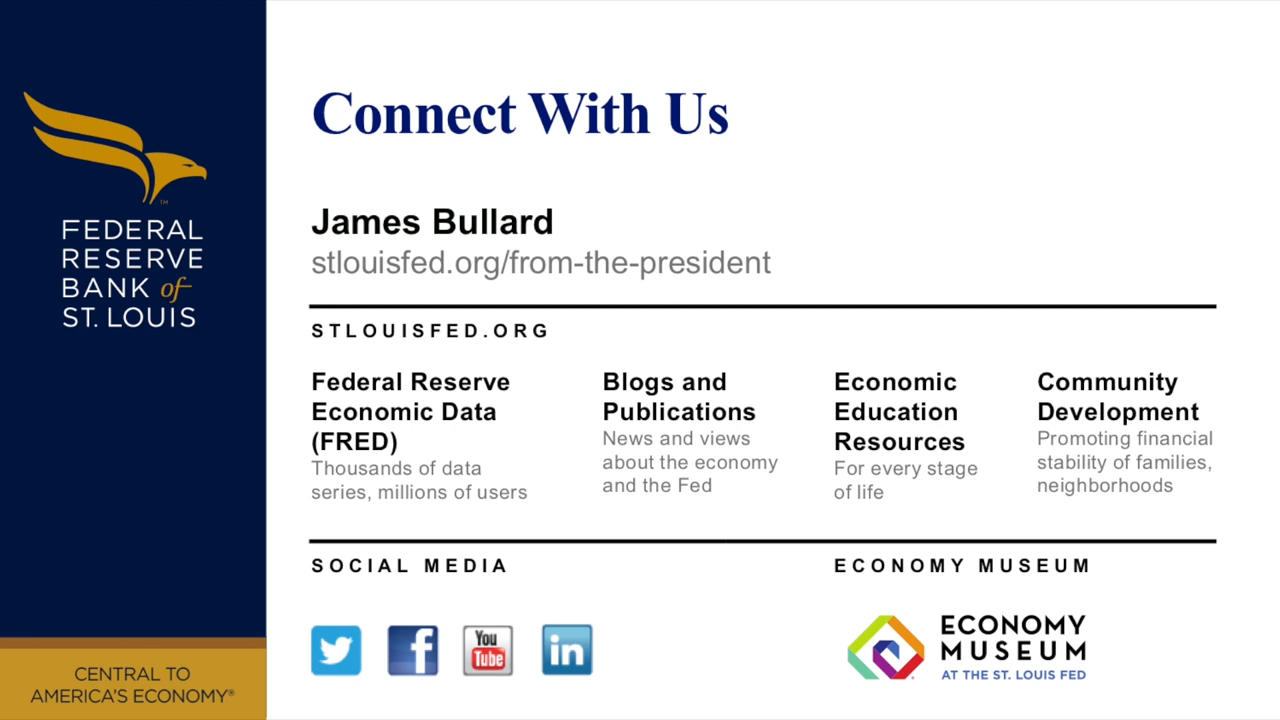 FEDERAL
RESERVE
BANK of
ST. LOUIS
CENTRAL TO
AMERICA'S ECONOMY®
Connect With Us
James Bullard
stlouisfed.org/from-the-president
STLOUISFED.ORG
Federal Reserve
Economic Data
(FRED)
Thousands of data
series, millions of users
Blogs and
Publications
News and views
about the economy
and the Fed
Economic
Education
Resources
For every stage
of life
Community
Development
Promoting financial
stability of families,
neighborhoods
SOCIAL MEDIA
f
You
Tube
in
ECONOMY MUSEUM
ECONOMY
MUSEUM
AT THE ST. LOUIS FED